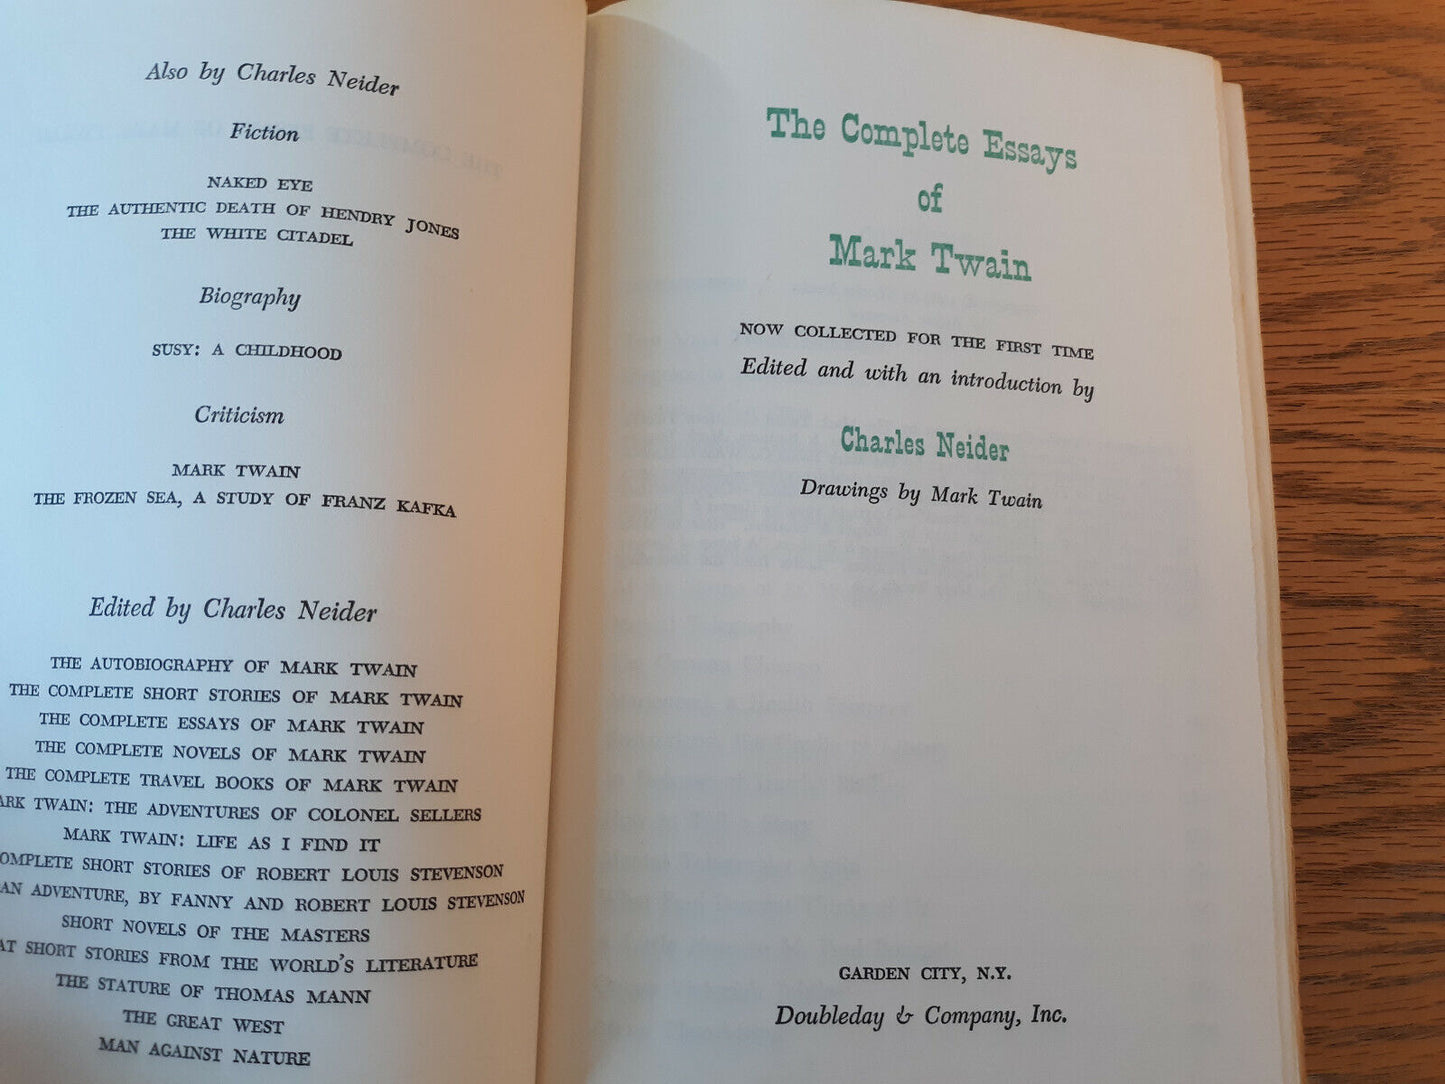 Also by Charles Neider
Fiction
NAKED EYE
THE AUTHENTIC DEATH OF HENDRY JONES
THE WHITE CITADEL
Biography
SUSY: A CHILDHOOD
Criticism
MARK TWAIN
THE FROZEN SEA, A STUDY OF FRANZ KAFKA
Edited by Charles Neider
THE AUTOBIOGRAPHY OF MARK TWAIN
THE COMPLETE SHORT STORIES OF MARK TWAIN
THE COMPLETE ESSAYS OF MARK TWAIN
THE COMPLETE NOVELS OF MARK TWAIN
THE COMPLETE TRAVEL BOOKS OF MARK TWAIN
ARK TWAIN: THE ADVENTURES OF COLONEL SELLERS
MARK TWAIN: LIFE AS I FIND IT
OMPLETE SHORT STORIES OF ROBERT LOUIS STEVENSON
AN ADVENTURE, BY FANNY AND ROBERT LOUIS STEVENSON
SHORT NOVELS OF THE MASTERS
AT SHORT STORIES FROM THE WORLD'S LITERATURE
THE STATURE OF THOMAS MANN
THE GREAT WEST
MAN AGAINST NATURE
The Complete Essays
of
Mark Twain
NOW COLLECTED FOR THE FIRST TIME
Edited and with an introduction by
Charles Neider
Drawings by Mark Twain
GARDEN CITY, N.Y.
Doubleday & Company, Inc.